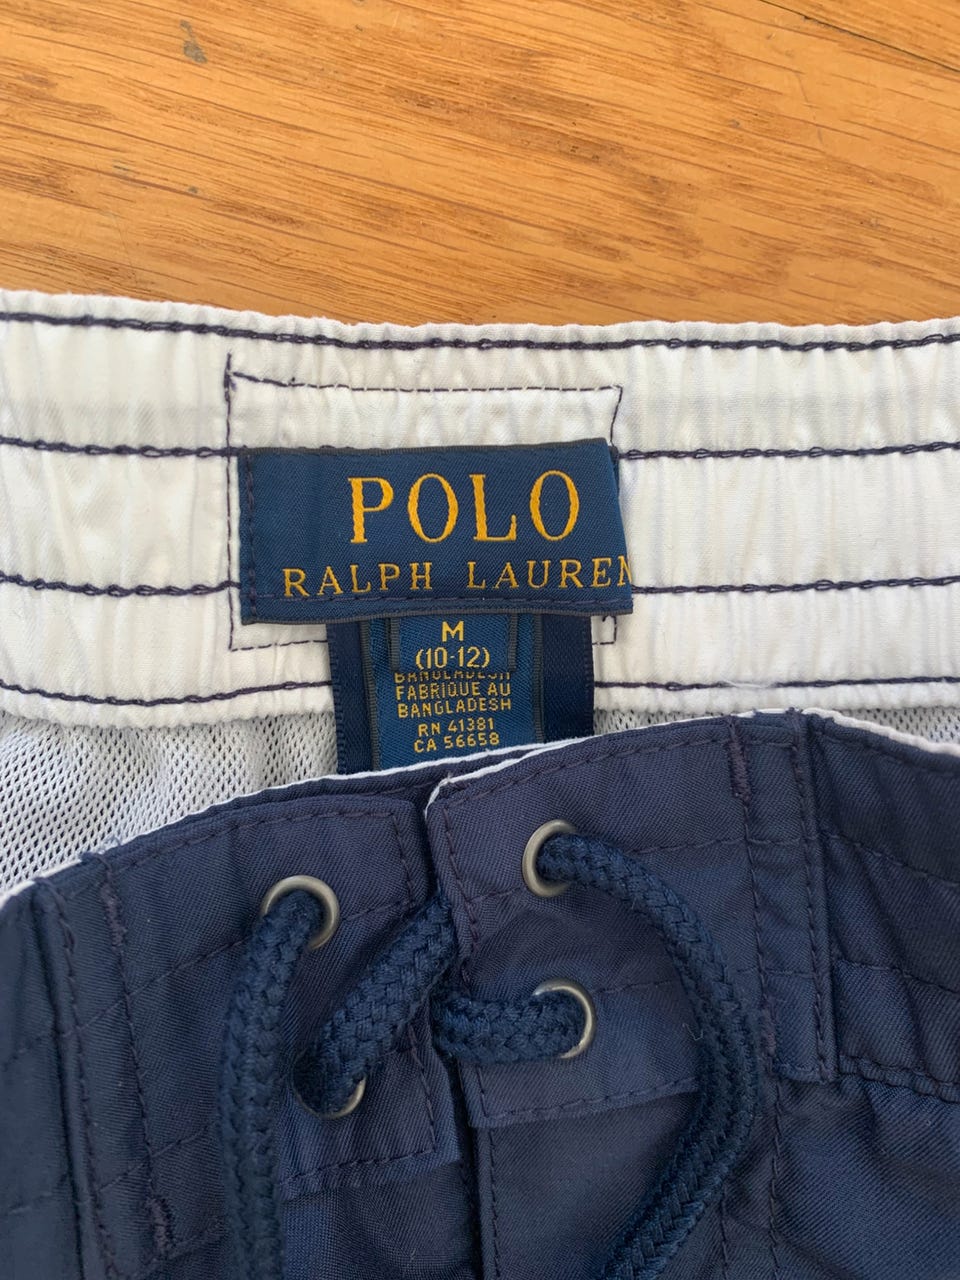 POLO
RALPH LAUREN
M
(10-12)
BANGLADESH
FABRIQUE AU
BANGLADESH
RN 41381
CA 56658